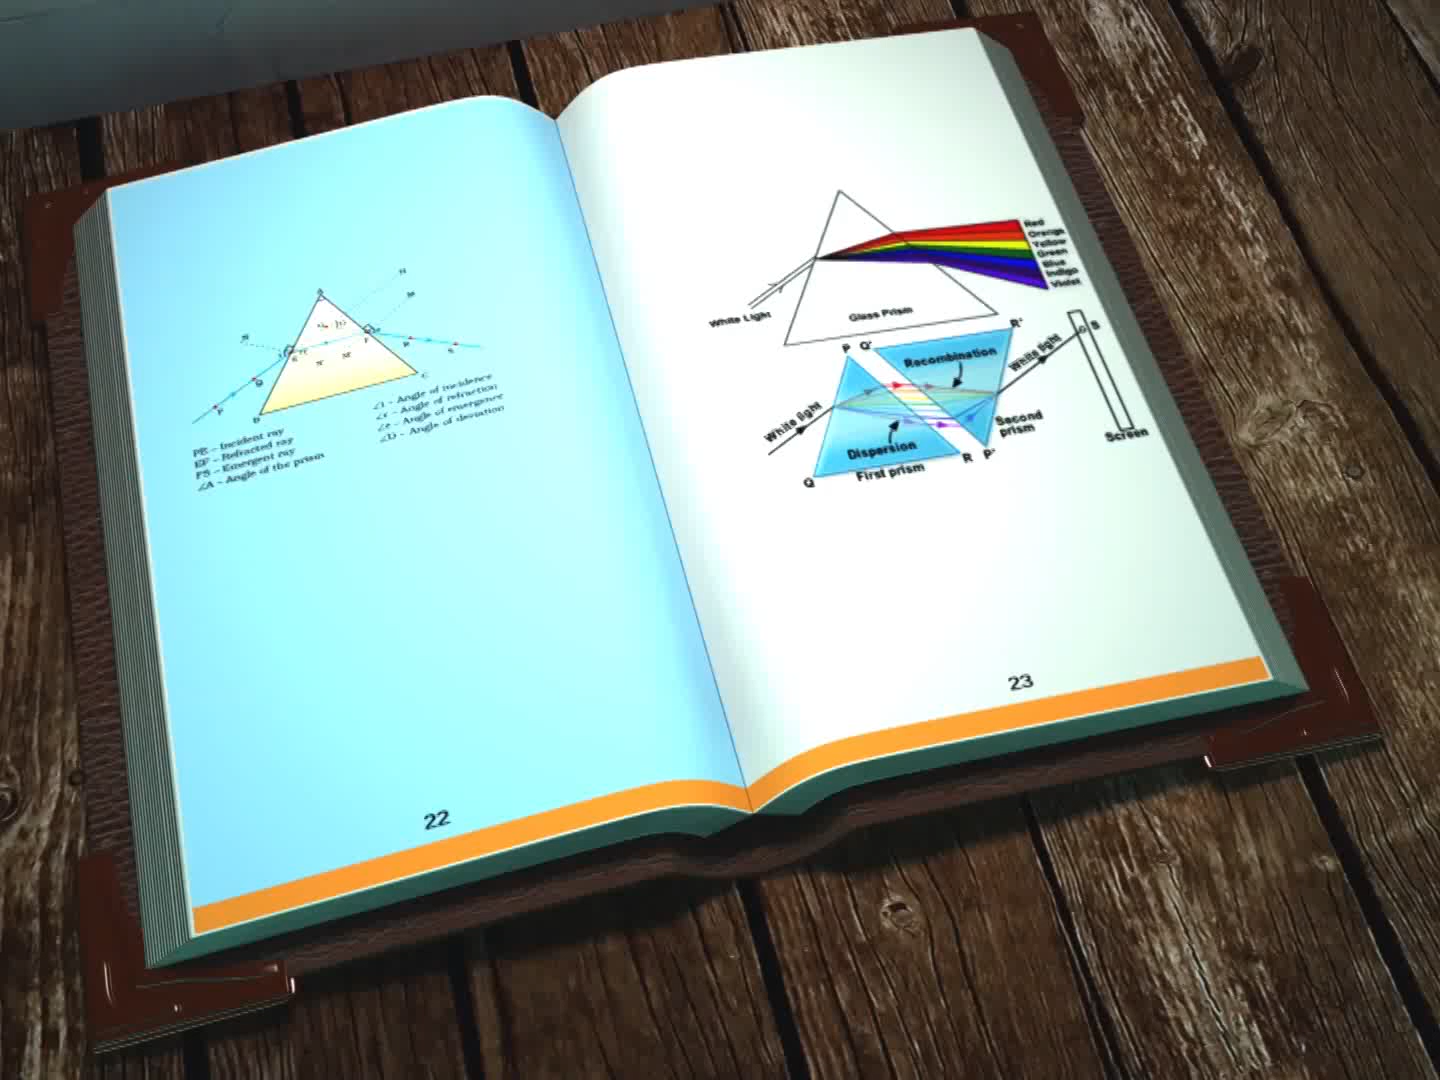 PE - Incident ray
EF - Refracted ray
FS - Emergent ray
∠A - Angle of the prism
∠i - Angle of incidence
∠r - Angle of refraction
∠e - Angle of emergence
∠D - Angle of deviation
22
White Light
Glass Prism
Red
Orange
Yellow
Green
Blue
Indigo
Violet
P Q' R'
Recombination
White light
White light
S
Dispersion
Second
prism
Screen
Q
First prism
R P'
23